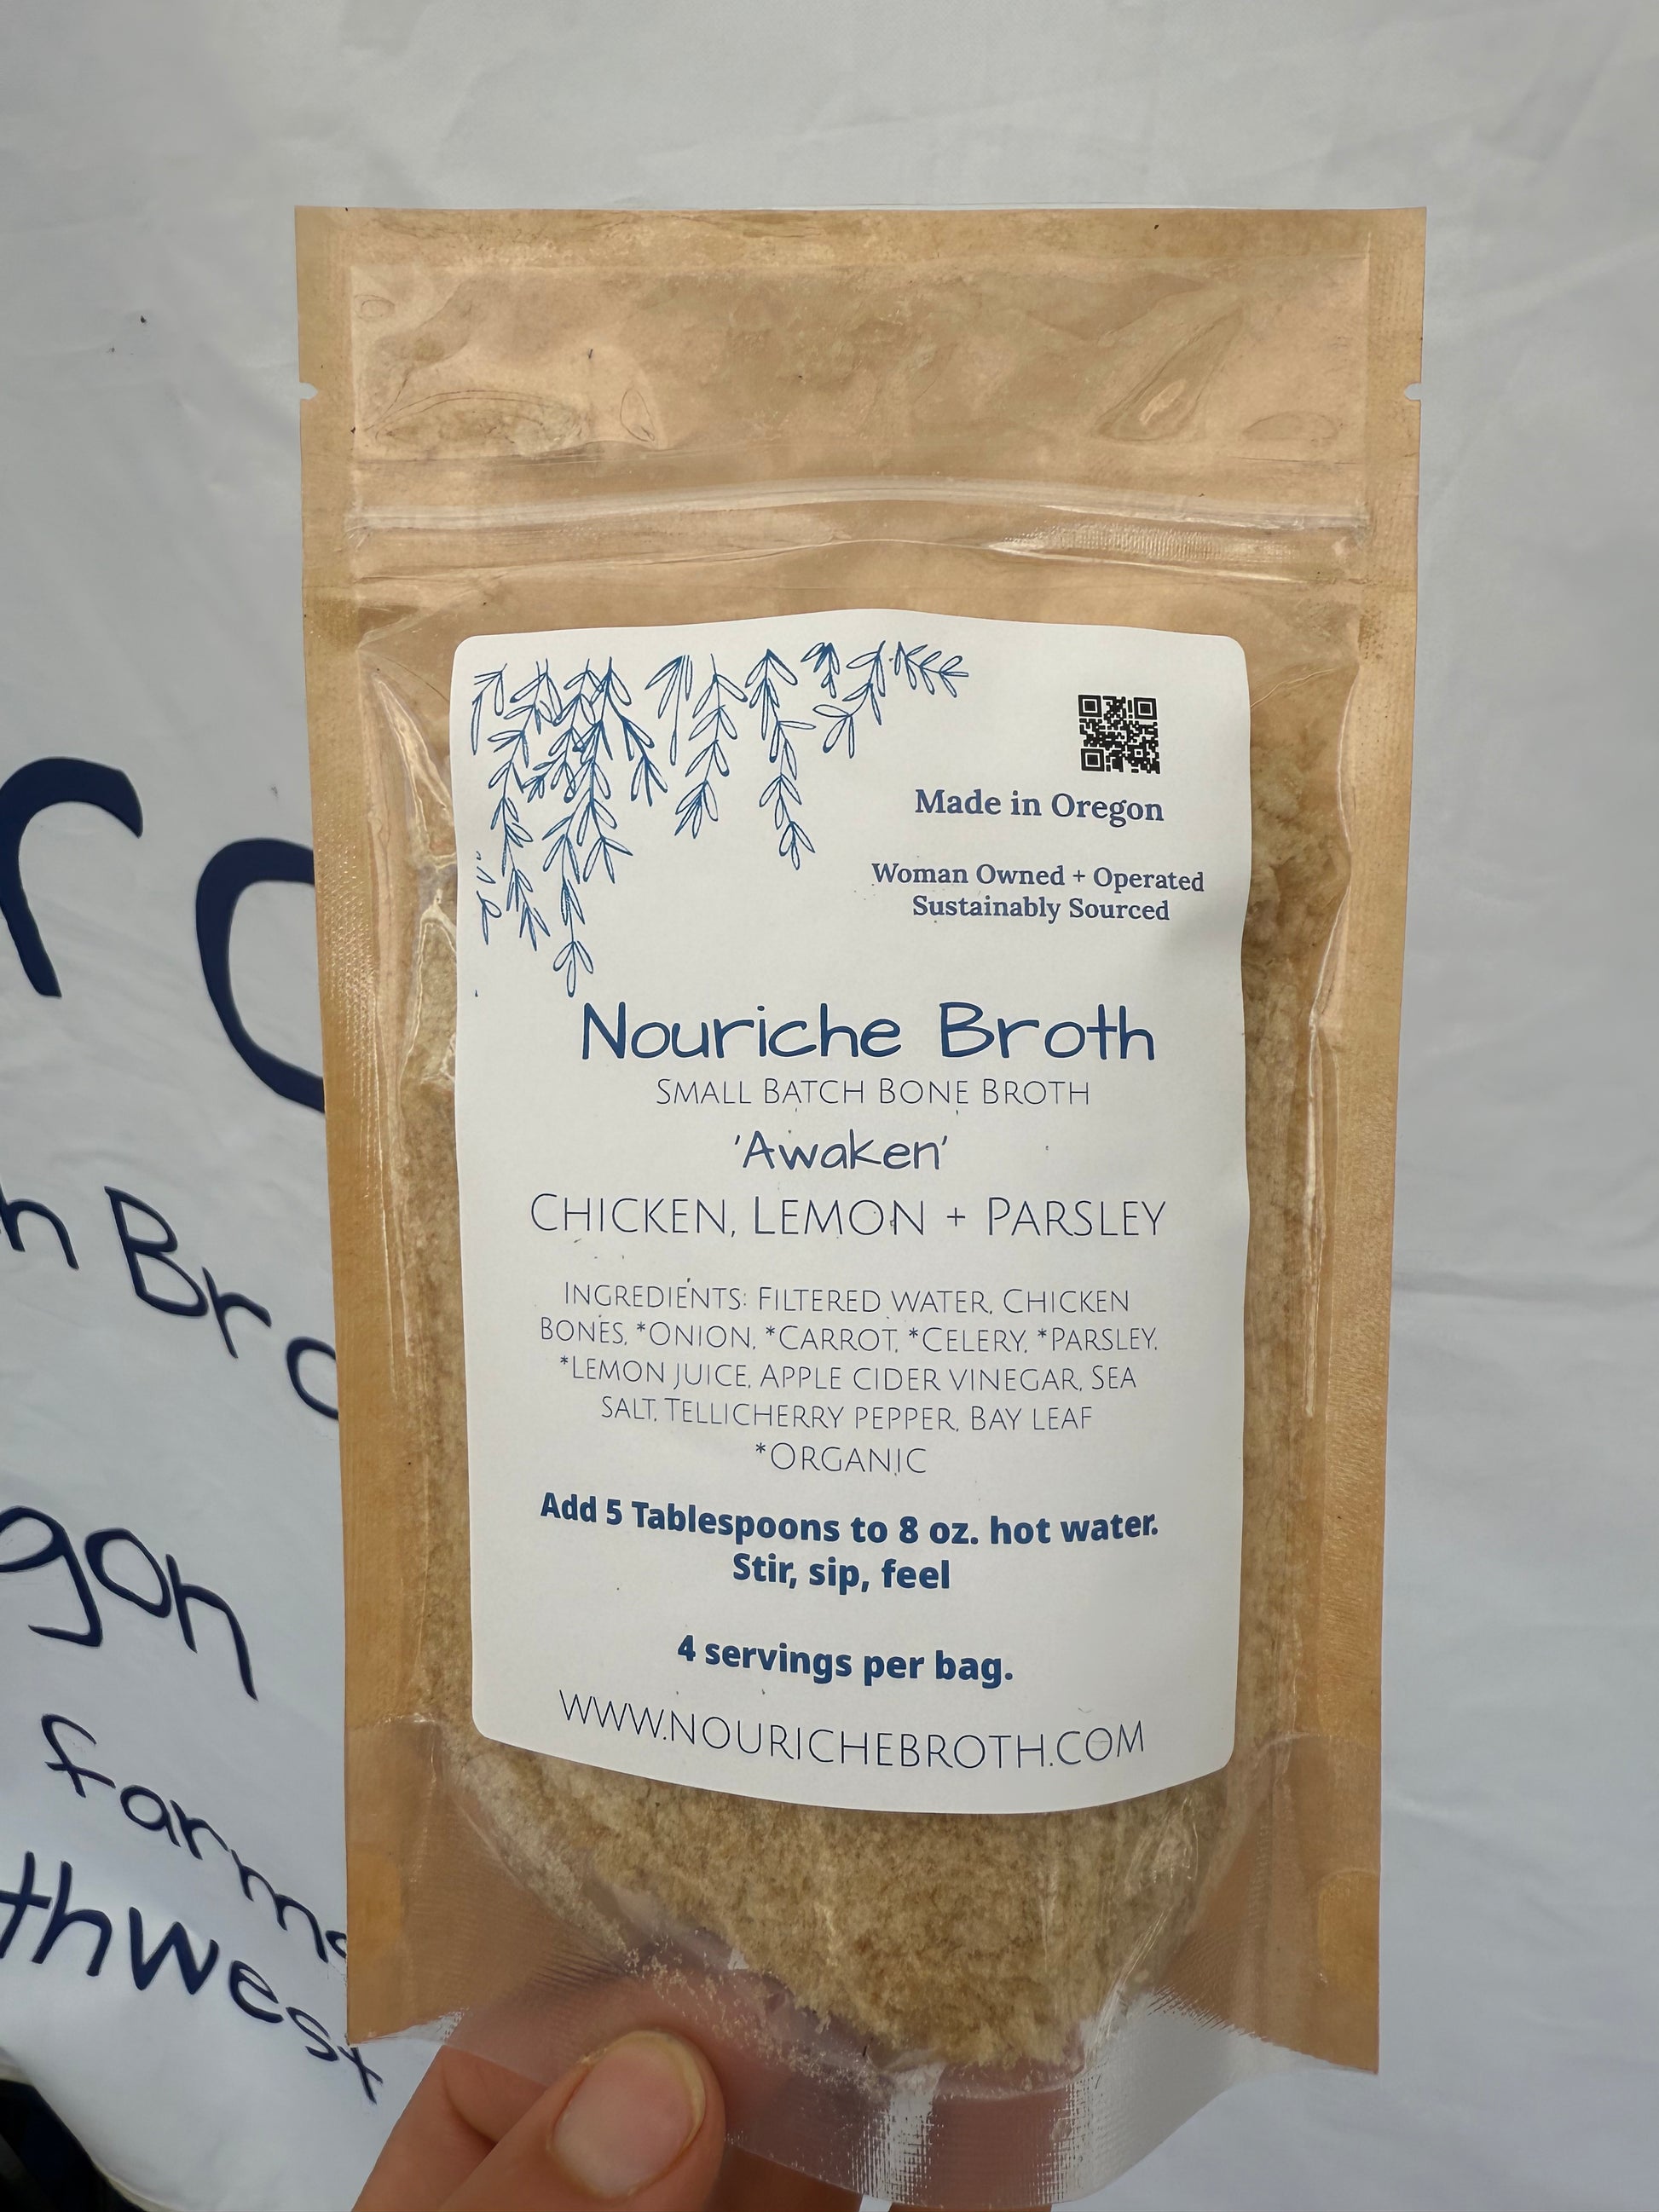 Made in Oregon
Woman Owned + Operated
Sustainably Sourced
Nouriche Broth
SMALL BATCH BONE BROTH
'Awaken'
CHICKEN, LEMON + PARSLEY
INGREDIENTS: FILTERED WATER, CHICKEN
BONES, *ONION, *CARROT, *CELERY, *PARSLEY,
*LEMON JUICE, APPLE CIDER VINEGAR, SEA
SALT, TELLICHERRY PEPPER, BAY LEAF
*ORGANIC
Add 5 Tablespoons to 8 oz. hot water.
Stir, sip, feel
4 servings per bag.
WWW.NOURICHEBROTH.COM